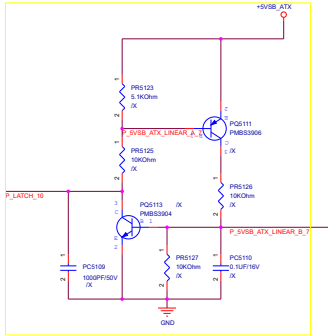 +5VSB_ATX
PR5123
5.1KOhm
/X
P_5VSB_ATX_LINEAR_A_7
PQ5111
PMBS3906
/X
PR5125
10KOhm
/X
PR5126
10KOhm
/X
P_LATCH_10
PQ5113
/X
PMBS3904
P_5VSB_ATX_LINEAR_B_7
PC5109
1000PF/50V
/X
PR5127
10KOhm
/X
PC5110
0.1UF/16V
/X
GND